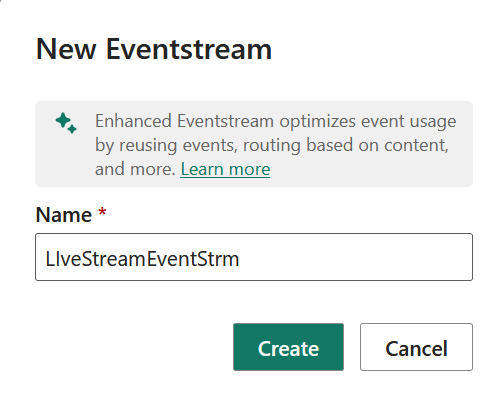 New Eventstream
Enhanced Eventstream optimizes event usage
by reusing events, routing based on content,
and more. Learn more
Name *
LIveStreamEventStrm
Create Cancel